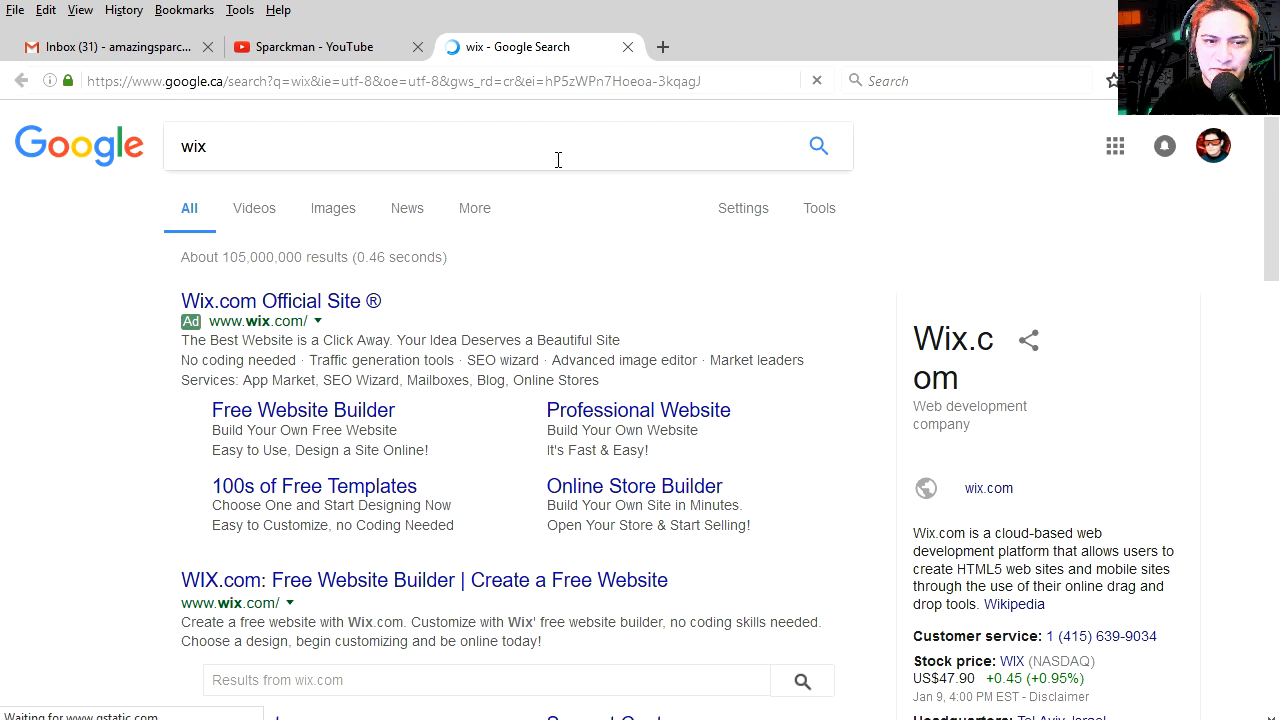 File Edit View History Bookmarks Tools Help
Inbox (31) - amazingsparc...
Sparckman - YouTube
wix - Google Search
https://www.google.ca/search?q=wix&ie=utf-8&oe=utf-8&gws_rd=cr&ei=hP5zWPn7Hoeoa-3kqagJ
Search
Google
wix
All Videos Images News More Settings Tools
About 105,000,000 results (0.46 seconds)
Wix.com Official Site ®
Ad www.wix.com/
The Best Website is a Click Away. Your Idea Deserves a Beautiful Site
No coding needed · Traffic generation tools · SEO wizard · Advanced image editor · Market leaders
Services: App Market, SEO Wizard, Mailboxes, Blog, Online Stores
Free Website Builder
Build Your Own Free Website
Easy to Use, Design a Site Online!
Professional Website
Build Your Own Website
It's Fast & Easy!
100s of Free Templates
Choose One and Start Designing Now
Easy to Customize, no Coding Needed
Online Store Builder
Build Your Own Site in Minutes.
Open Your Store & Start Selling!
WIX.com: Free Website Builder | Create a Free Website
www.wix.com/
Create a free website with Wix.com. Customize with Wix' free website builder, no coding skills needed.
Choose a design, begin customizing and be online today!
Results from wix.com
Wix.c
om
Web development
company
wix.com
Wix.com is a cloud-based web
development platform that allows users to
create HTML5 web sites and mobile sites
through the use of their online drag and
drop tools. Wikipedia
Customer service: 1 (415) 639-9034
Stock price: WIX (NASDAQ)
US$47.90 +0.45 (+0.95%)
Jan 9, 4:00 PM EST - Disclaimer
Headquarters: Tel Aviv, Israel
Waiting for www.gstatic.com